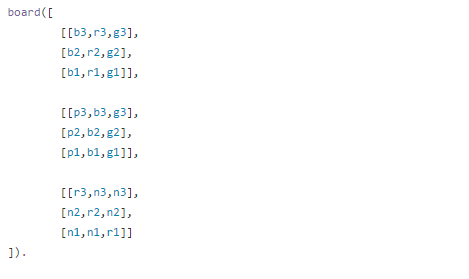 board([
[[b3,r3,g3],
[b2,r2,g2],
[b1,r1,g1]],
[[p3,b3,g3],
[p2,b2,g2],
[p1,b1,g1]],
[[r3,n3,n3],
[n2,r2,n2],
[n1,n1,r1]]
]).